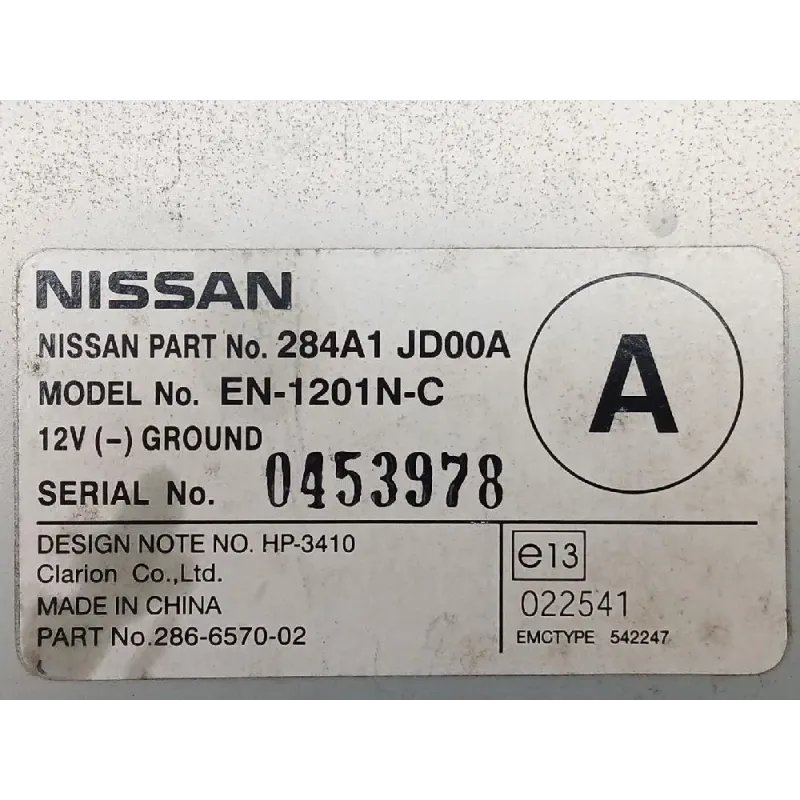 NISSAN
NISSAN PART No. 284A1 JD00A
MODEL No. EN-1201N-C
12V (-) GROUND
SERIAL No. 0453978
A
DESIGN NOTE NO. HP-3410
Clarion Co.,Ltd.
MADE IN CHINA
PART No.286-6570-02
e13
022541
EMCTYPE 542247